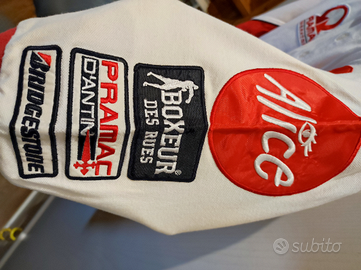 BRIDGESTONE
PRAMAC
D'ANTIN
BOXEUR
DES RUES
Alice
subito